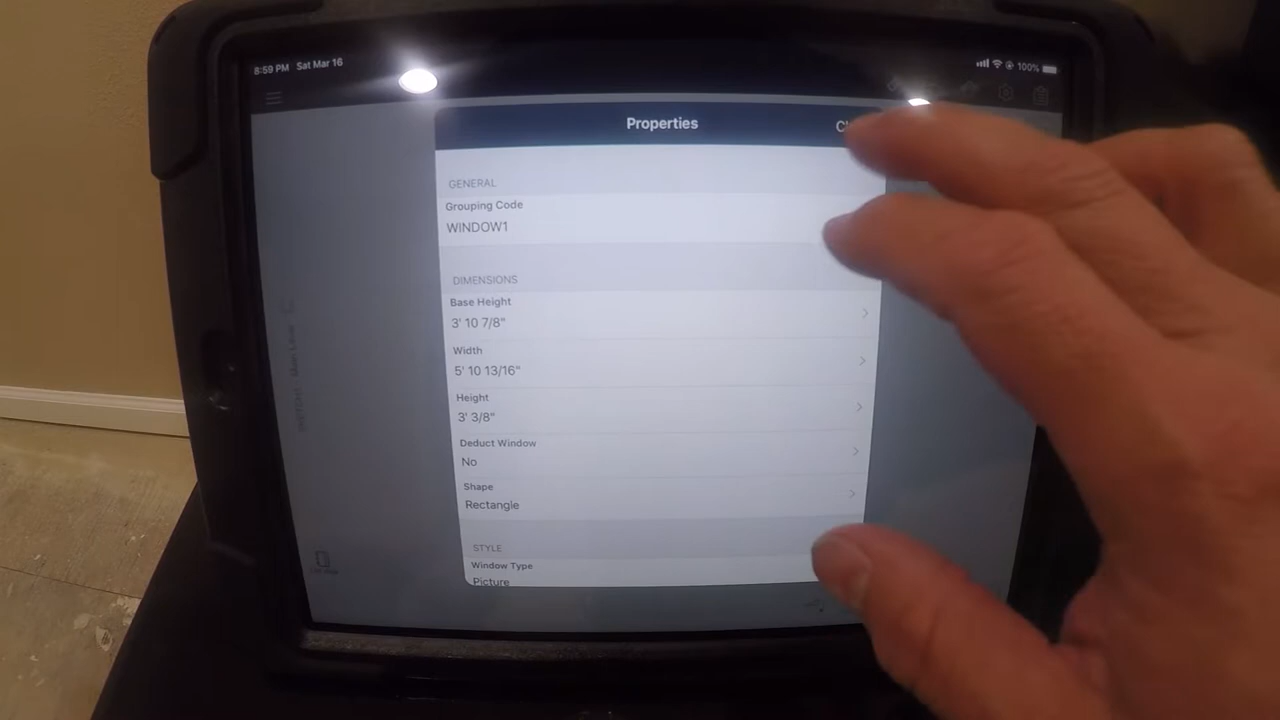 8:59 PM Sat Mar 16
100%
Properties
GENERAL
Grouping Code
WINDOW1
DIMENSIONS
Base Height
3' 10 7/8"
Width
5' 10 13/16"
Height
3' 3/8"
Deduct Window
No
Shape
Rectangle
STYLE
Window Type
Picture